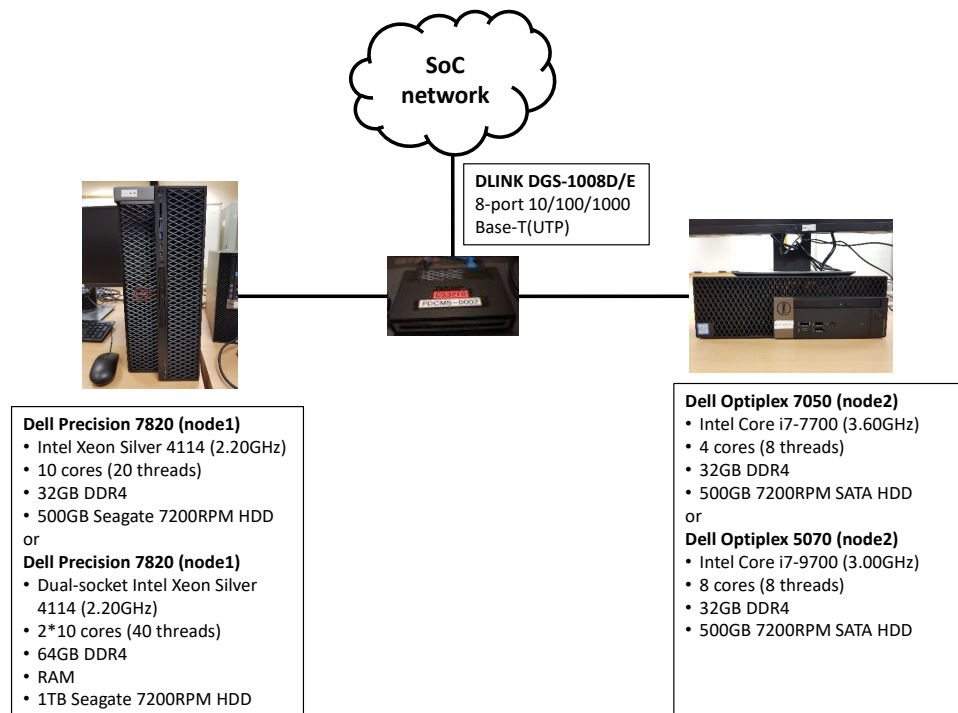 SoC
network
DLINK DGS-1008D/E
8-port 10/100/1000
Base-T(UTP)
CS3210
PDCMS-0002
Dell Precision 7820 (node1)
• Intel Xeon Silver 4114 (2.20GHz)
• 10 cores (20 threads)
• 32GB DDR4
• 500GB Seagate 7200RPM HDD
or
Dell Precision 7820 (node1)
• Dual-socket Intel Xeon Silver
4114 (2.20GHz)
• 2*10 cores (40 threads)
• 64GB DDR4
• RAM
• 1TB Seagate 7200RPM HDD
Dell Optiplex 7050 (node2)
• Intel Core i7-7700 (3.60GHz)
• 4 cores (8 threads)
• 32GB DDR4
• 500GB 7200RPM SATA HDD
or
Dell Optiplex 5070 (node2)
• Intel Core i7-9700 (3.00GHz)
• 8 cores (8 threads)
• 32GB DDR4
• 500GB 7200RPM SATA HDD